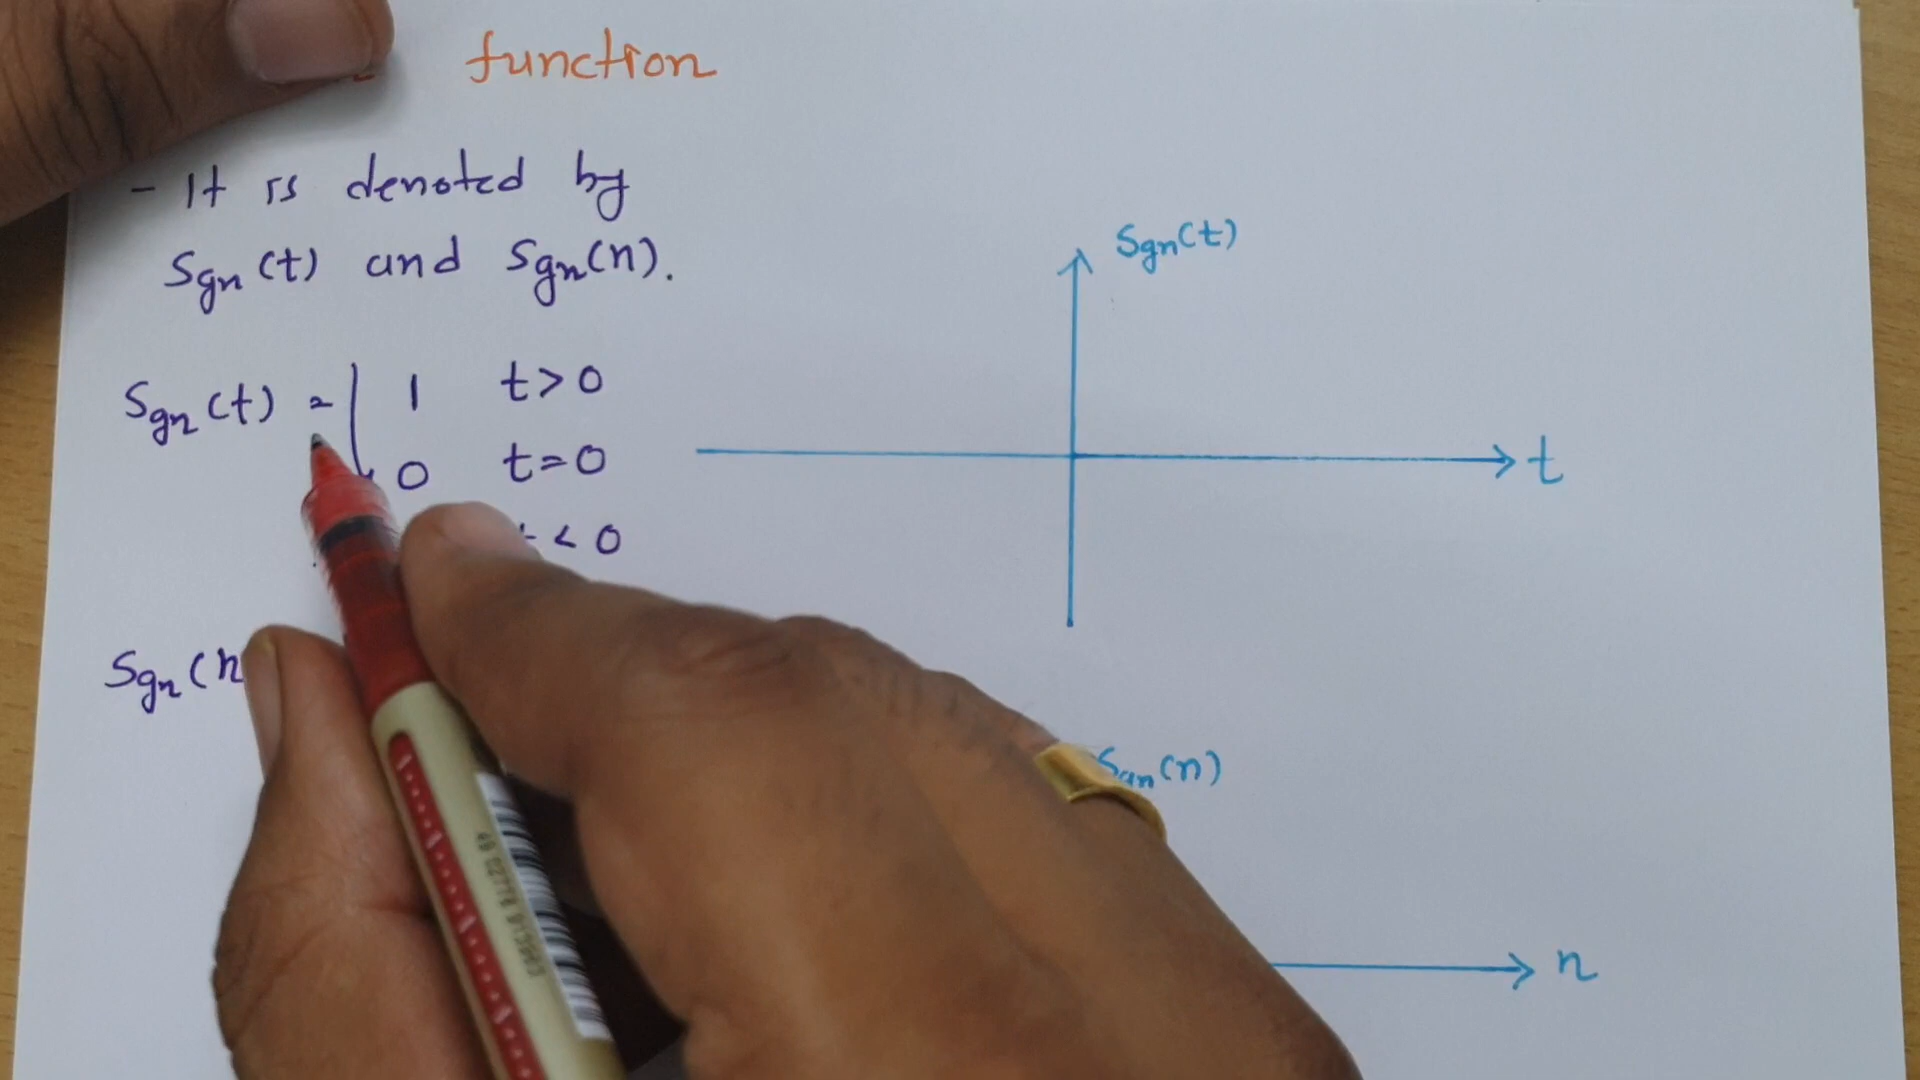 function
- It is denoted by
Sgn(t) and Sgn(n).
Sgn(t) = 1 t>0
0 t=0
< 0
Sgn(n
Sgn(t)
t
Sgn(n)
n